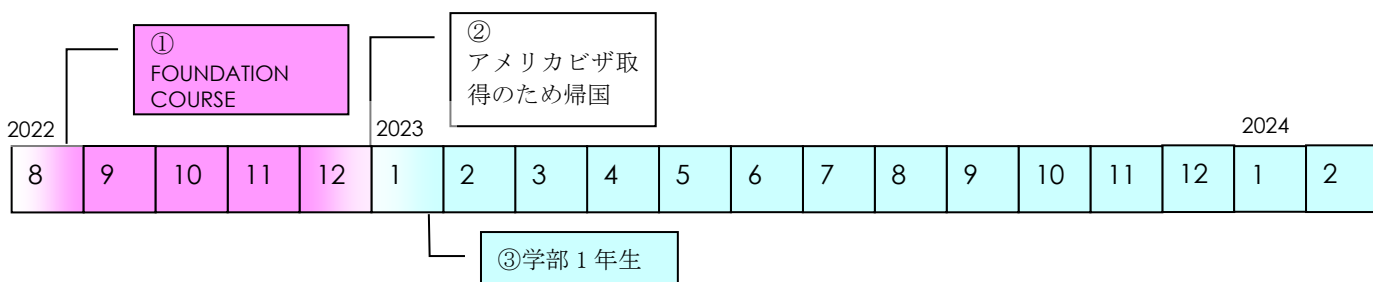 ①
FOUNDATION
COURSE
②
アメリカビザ取
得のため帰国
2022 2023 2024
8 9 10 11 12 1 2 3 4 5 6 7 8 9 10 11 12 1 2
③学部1年生